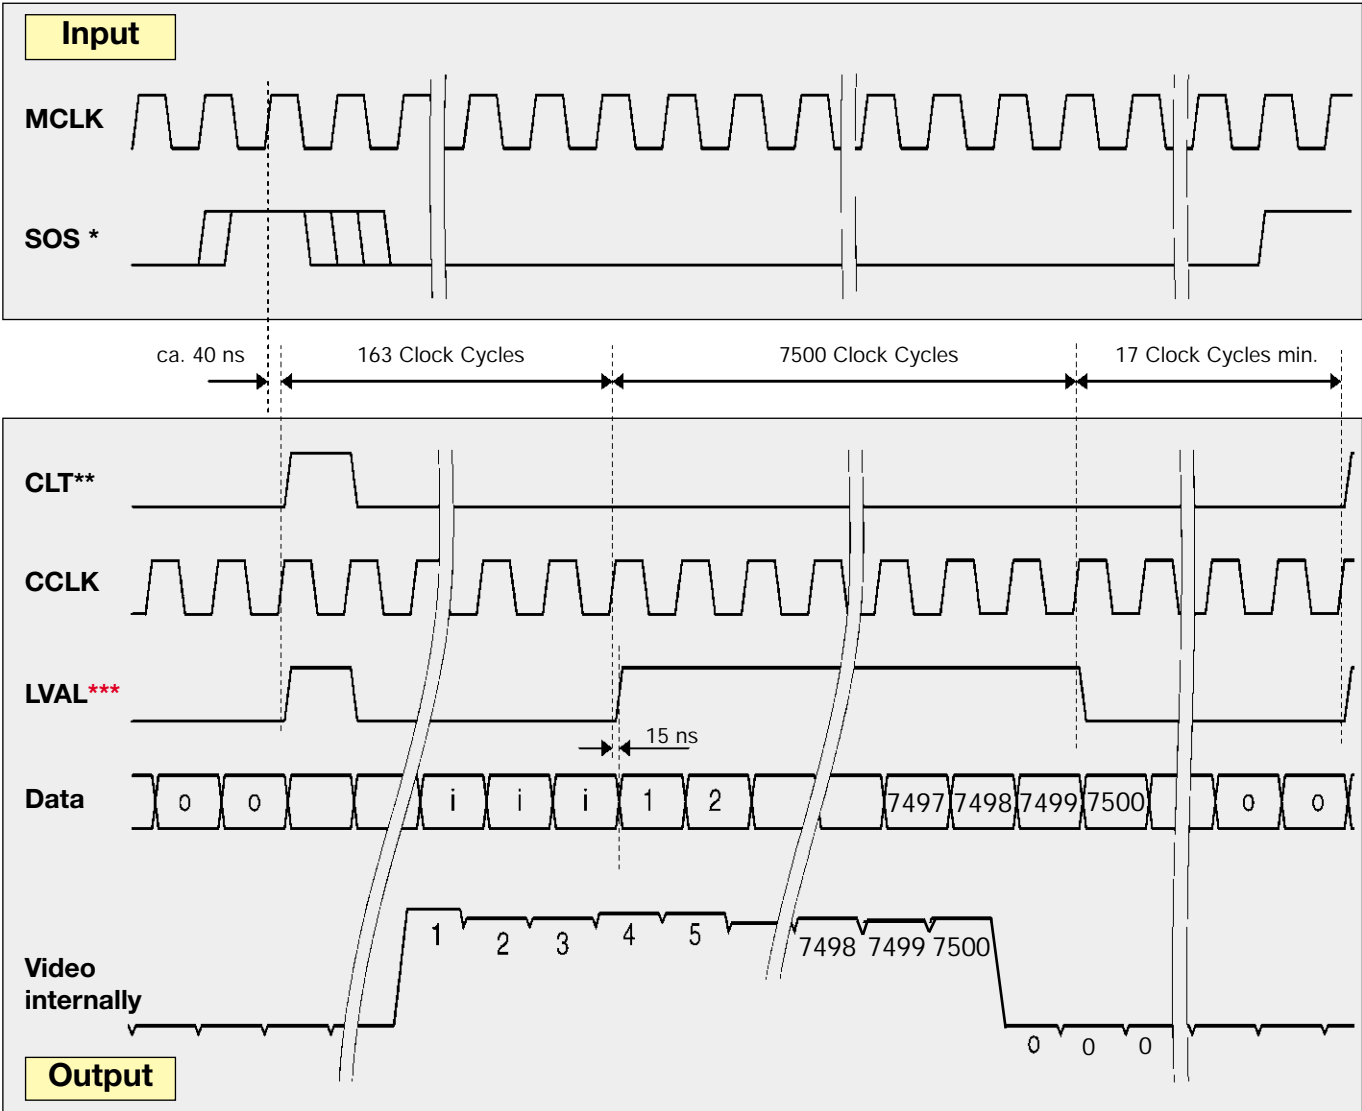 Input
MCLK
SOS *
ca. 40 ns 163 Clock Cycles 7500 Clock Cycles 17 Clock Cycles min.
CLT**
CCLK
LVAL***
15 ns
Data 0 0 i i i 1 2 7497 7498 7499 7500 0 0
1 2 3 4 5 7498 7499 7500
Video
internally
0 0 0
Output